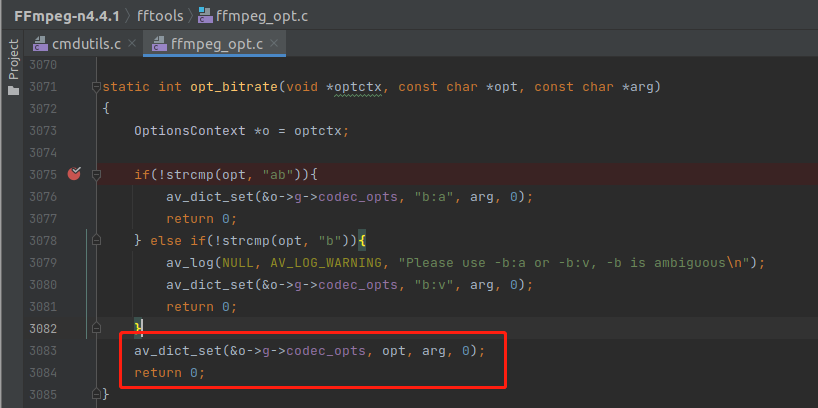 FFmpeg-n4.4.1 › fftools › ffmpeg_opt.c
Project
cmdutils.c × ffmpeg_opt.c ×
3070
3071 static int opt_bitrate(void *optctx, const char *opt, const char *arg)
3072 {
3073     OptionsContext *o = optctx;
3074
3075     if(!strcmp(opt, "ab")){
3076         av_dict_set(&o->g->codec_opts, "b:a", arg, 0);
3077         return 0;
3078     } else if(!strcmp(opt, "b")){
3079         av_log(NULL, AV_LOG_WARNING, "Please use -b:a or -b:v, -b is ambiguous\n");
3080         av_dict_set(&o->g->codec_opts, "b:v", arg, 0);
3081         return 0;
3082     }
3083     av_dict_set(&o->g->codec_opts, opt, arg, 0);
3084     return 0;
3085 }